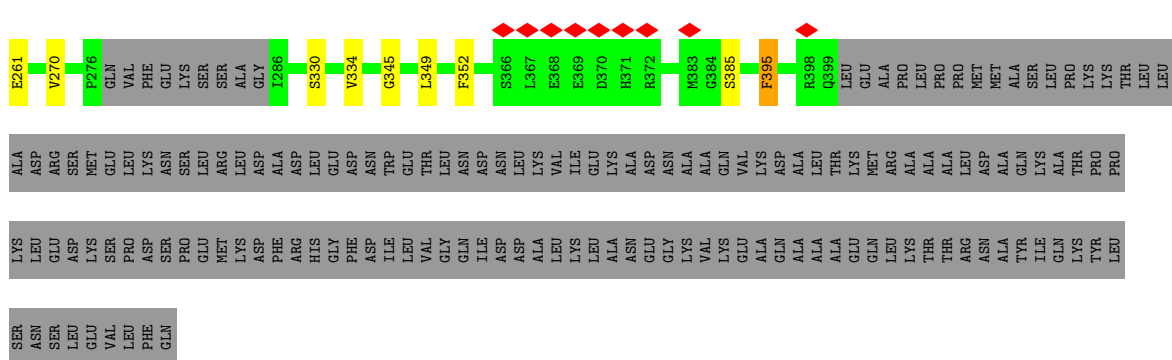 E261 V270 P276 GLN VAL PHE GLU LYS SER SER ALA GLY I286 S330 V334 G345 L349 F352 S366 L367 E368 E369 D370 H371 R372 M383 G384 S385 F395 R398 Q399 LEU GLU ALA PRO LEU PRO PRO MET MET ALA SER LEU PRO LYS LYS THR LEU LEU
ALA ASP ARG SER MET GLU LEU LYS ASN SER LEU ARG LEU ASP ALA ASP LEU GLU ASP ASN TRP GLU THR LEU ASN ASP ASP ASN LEU LYS VAL ILE GLU LYS ALA ASP ASN ALA ALA GLN VAL LYS ASP ALA LEU THR LYS MET ARG ALA ALA ALA LEU ASP ALA GLN LYS ALA THR PRO PRO
LYS LEU GLU ASP LYS SER PRO ASP SER PRO GLU MET LYS ASP PHE ARG HIS GLY PHE ASP ILE LEU VAL GLY GLN ILE ASP ASP ALA LEU LYS LEU ALA ASN GLU GLY LYS VAL LYS GLU ALA GLN ALA ALA ALA GLU GLN LEU LYS THR THR ARG ASN ALA TYR ILE GLN LYS TYR LEU
SER ASN SER LEU GLU VAL LEU PHE GLN